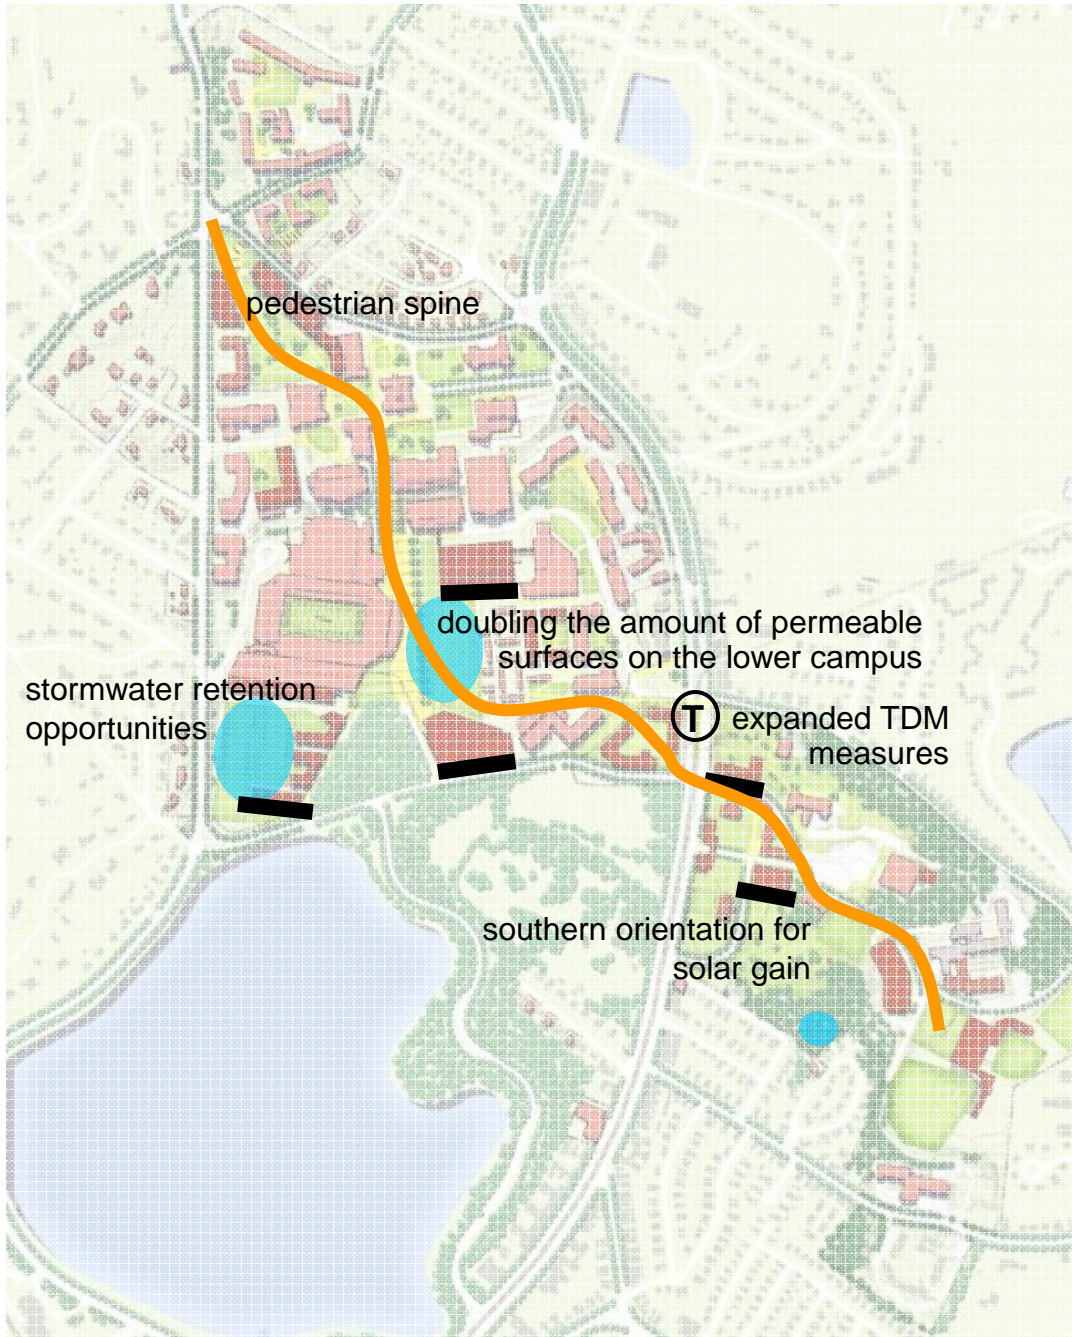 pedestrian spine
doubling the amount of permeable
surfaces on the lower campus
stormwater retention
opportunities
T expanded TDM
measures
southern orientation for
solar gain